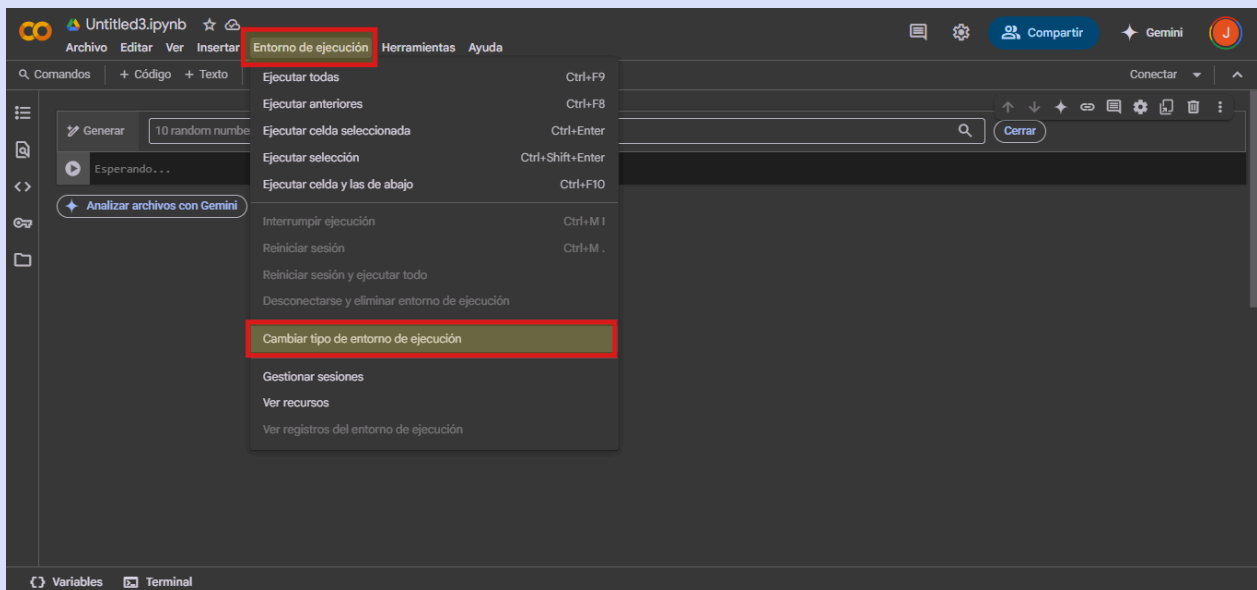 CO Untitled3.ipynb
Archivo Editar Ver Insertar Entorno de ejecución Herramientas Ayuda
Compartir
Gemini
J
Comandos + Código + Texto
Conectar
Ejecutar todas Ctrl+F9
Ejecutar anteriores Ctrl+F8
Generar 10 random numbe
Ejecutar celda seleccionada Ctrl+Enter
Cerrar
Ejecutar selección Ctrl+Shift+Enter
Esperando...
Ejecutar celda y las de abajo Ctrl+F10
Analizar archivos con Gemini
Interrumpir ejecución Ctrl+M I
Reiniciar sesión Ctrl+M .
Reiniciar sesión y ejecutar todo
Desconectarse y eliminar entorno de ejecución
Cambiar tipo de entorno de ejecución
Gestionar sesiones
Ver recursos
Ver registros del entorno de ejecución
{} Variables Terminal